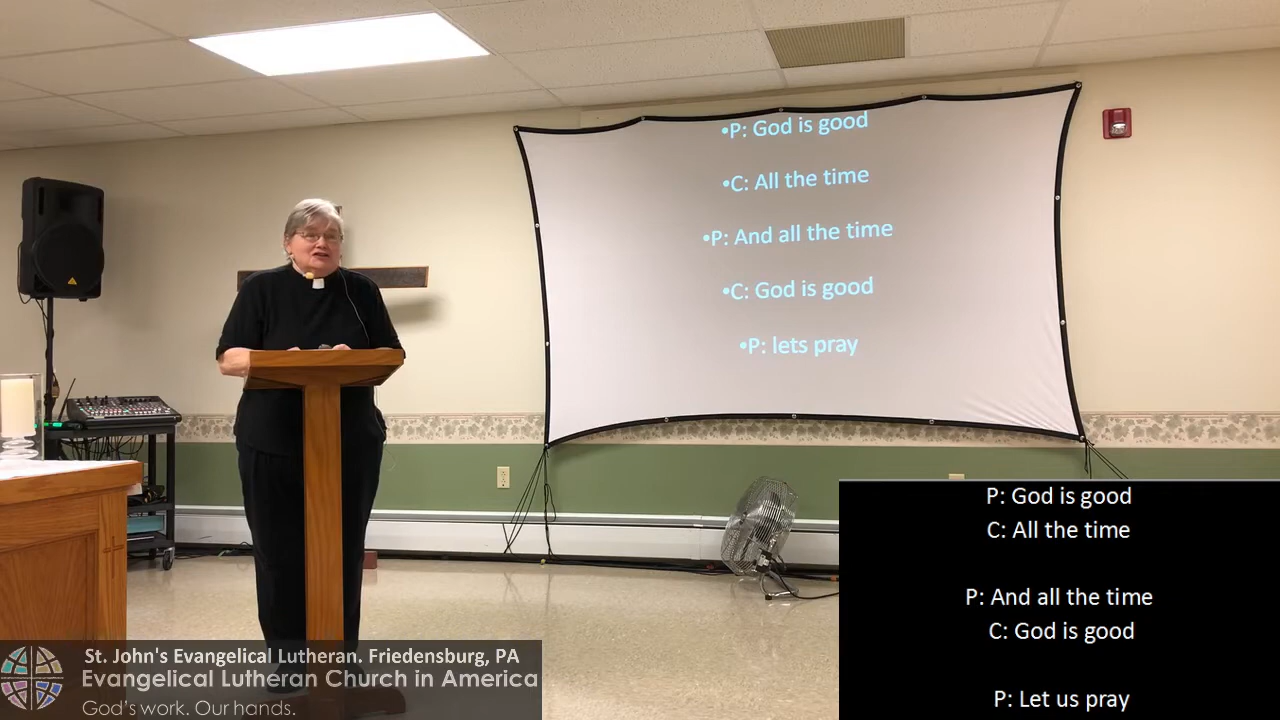 •P: God is good
•C: All the time
•P: And all the time
•C: God is good
•P: lets pray
P: God is good
C: All the time
P: And all the time
C: God is good
P: Let us pray
St. John's Evangelical Lutheran. Friedensburg, PA
Evangelical Lutheran Church in America
God's work. Our hands.